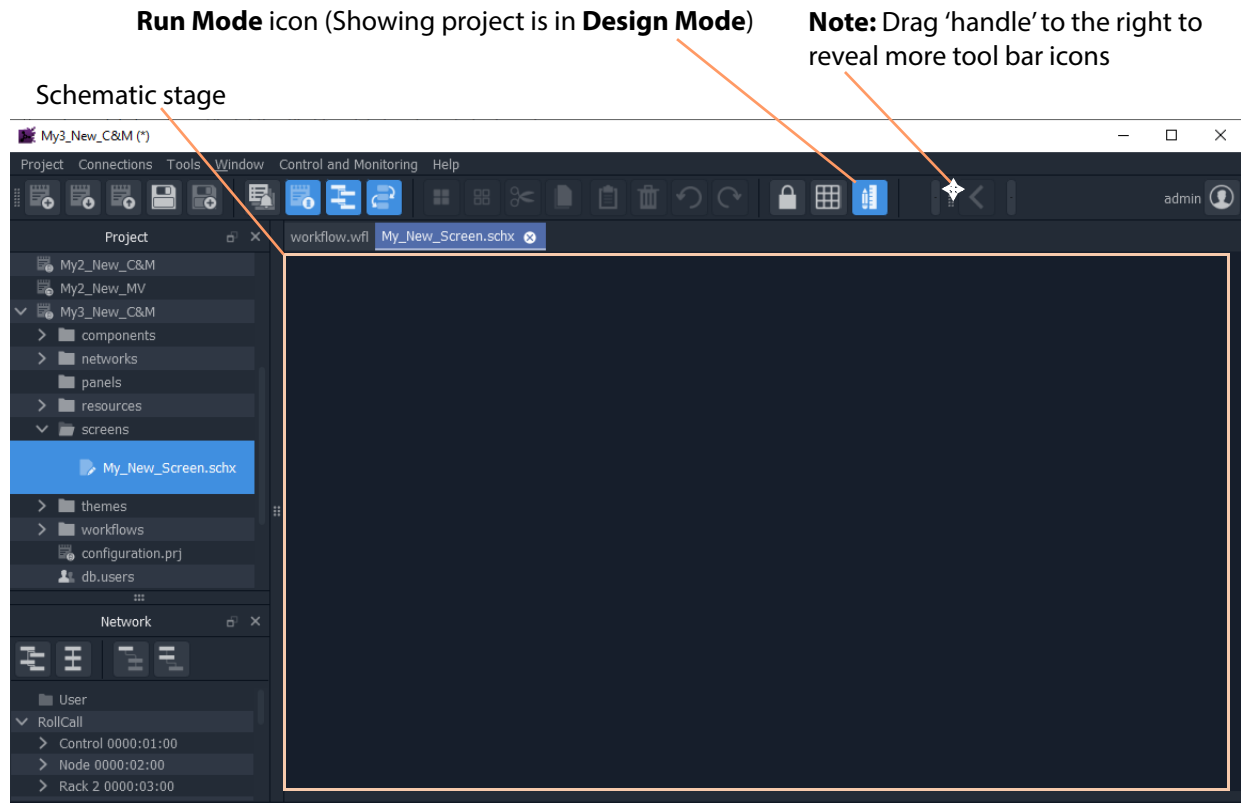 Run Mode icon (Showing project is in Design Mode)
Note: Drag ‘handle’ to the right to
reveal more tool bar icons
Schematic stage
My3_New_C&M (*)
Project Connections Tools Window Control and Monitoring Help
admin
Project
workflow.wfl My_New_Screen.schx
My2_New_C&M
My2_New_MV
My3_New_C&M
components
networks
panels
resources
screens
My_New_Screen.schx
themes
workflows
configuration.prj
db.users
Network
User
RollCall
Control 0000:01:00
Node 0000:02:00
Rack 2 0000:03:00